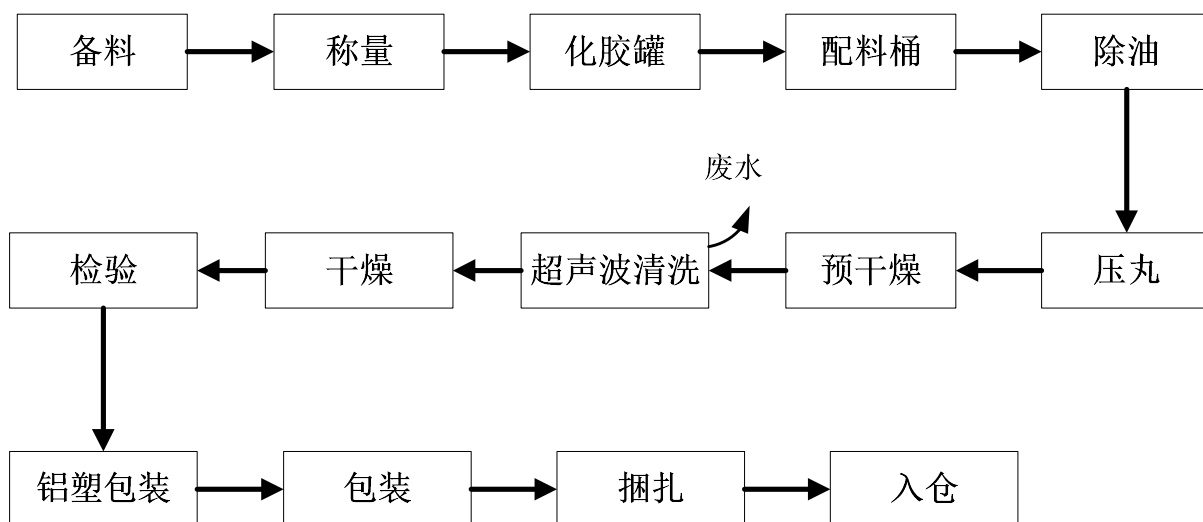 备料 称量 化胶罐 配料桶 除油
废水
检验 干燥 超声波清洗 预干燥 压丸
铝塑包装 包装 捆扎 入仓